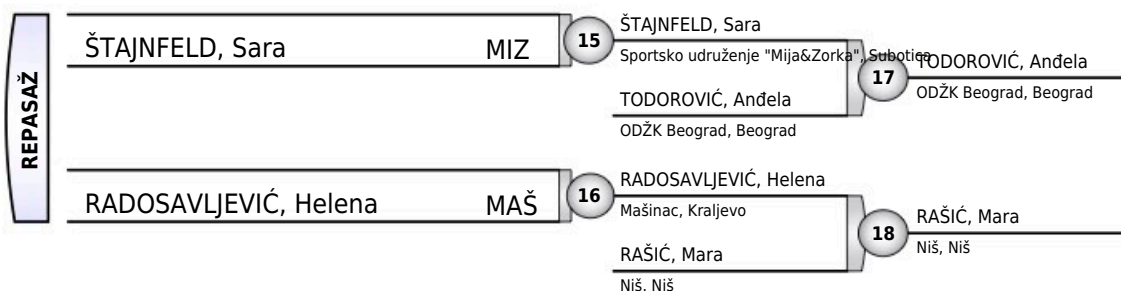 REPASAŽ
ŠTAJNFELD, Sara MIZ
15
ŠTAJNFELD, Sara
Sportsko udruženje "Mija&Zorka", Subotica
TODOROVIĆ, Anđela
ODŽK Beograd, Beograd
17
TODOROVIĆ, Anđela
ODŽK Beograd, Beograd
RADOSAVLJEVIĆ, Helena MAŠ
16
RADOSAVLJEVIĆ, Helena
Mašinac, Kraljevo
RAŠIĆ, Mara
Niš, Niš
18
RAŠIĆ, Mara
Niš, Niš